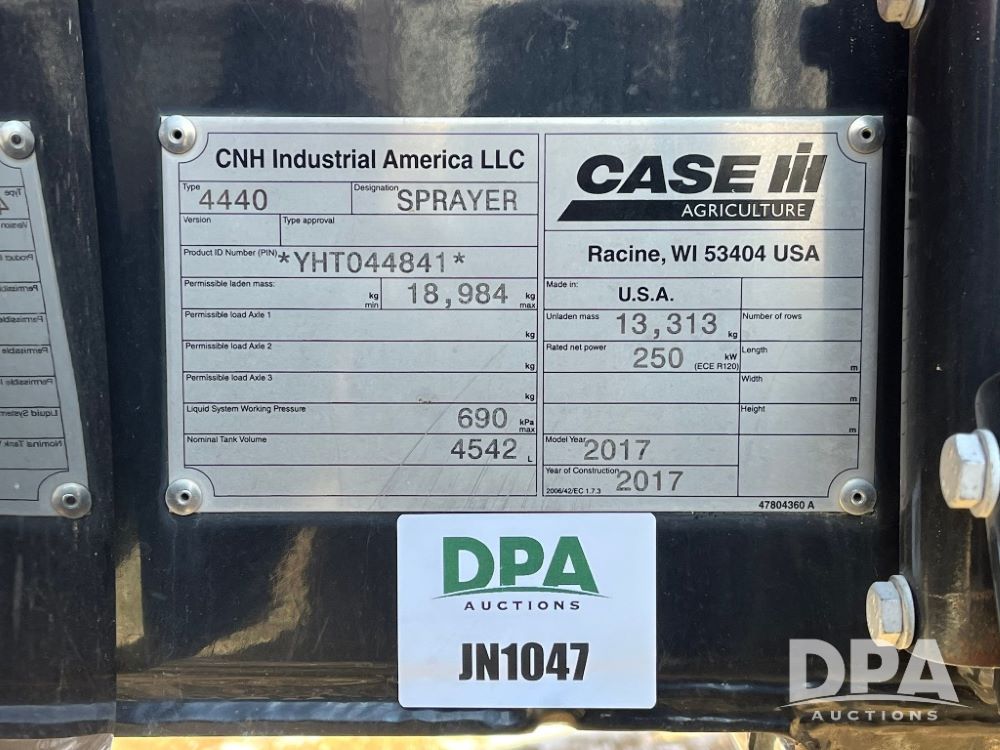 CNH Industrial America LLC
Type 4440 Designation SPRAYER
Version Type approval
Product ID Number (PIN) *YHT044841*
Permissible laden mass: kg min 18,984 kg max
Permissible load Axle 1 kg
Permissible load Axle 2 kg
Permissible load Axle 3 kg
Liquid System Working Pressure 690 kPa max
Nominal Tank Volume 4542 L
CASE IH
AGRICULTURE
Racine, WI 53404 USA
Made in: U.S.A.
Unladen mass 13,313 kg Number of rows
Rated net power 250 kW (ECE R120) Length m
Width m
Height m
Model Year 2017
Year of Construction 2017
2006/42/EC 1.7.3
47804360 A
DPA
AUCTIONS
JN1047
DPA
AUCTIONS